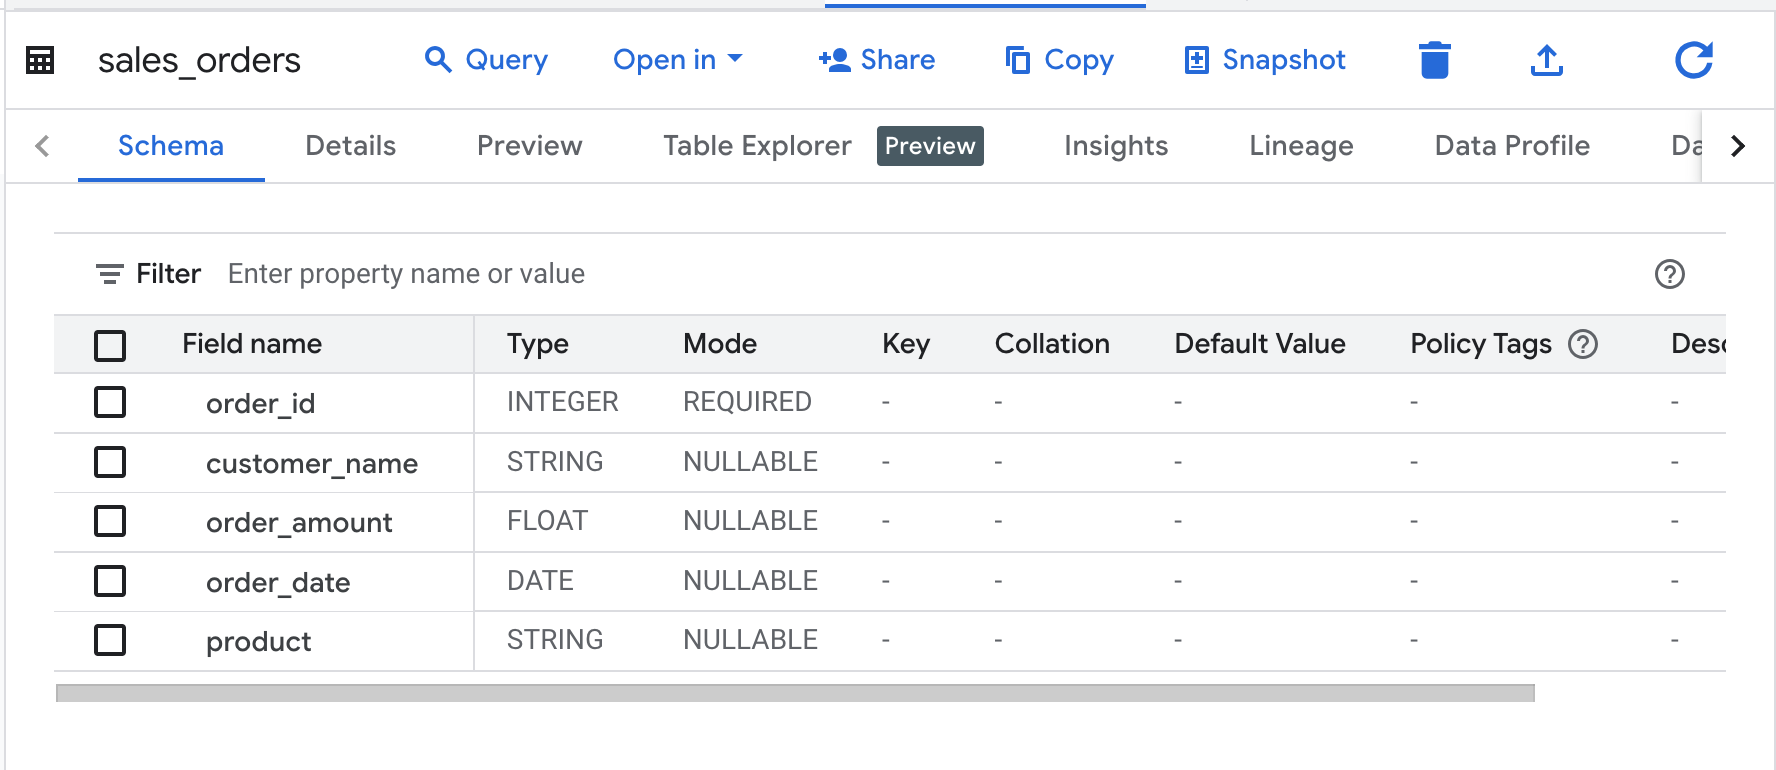 sales_orders Query Open in Share Copy Snapshot
Schema Details Preview Table Explorer Preview Insights Lineage Data Profile Da
Filter Enter property name or value
Field name Type Mode Key Collation Default Value Policy Tags Desc
order_id INTEGER REQUIRED - - - - -
customer_name STRING NULLABLE - - - - -
order_amount FLOAT NULLABLE - - - - -
order_date DATE NULLABLE - - - - -
product STRING NULLABLE - - - - -